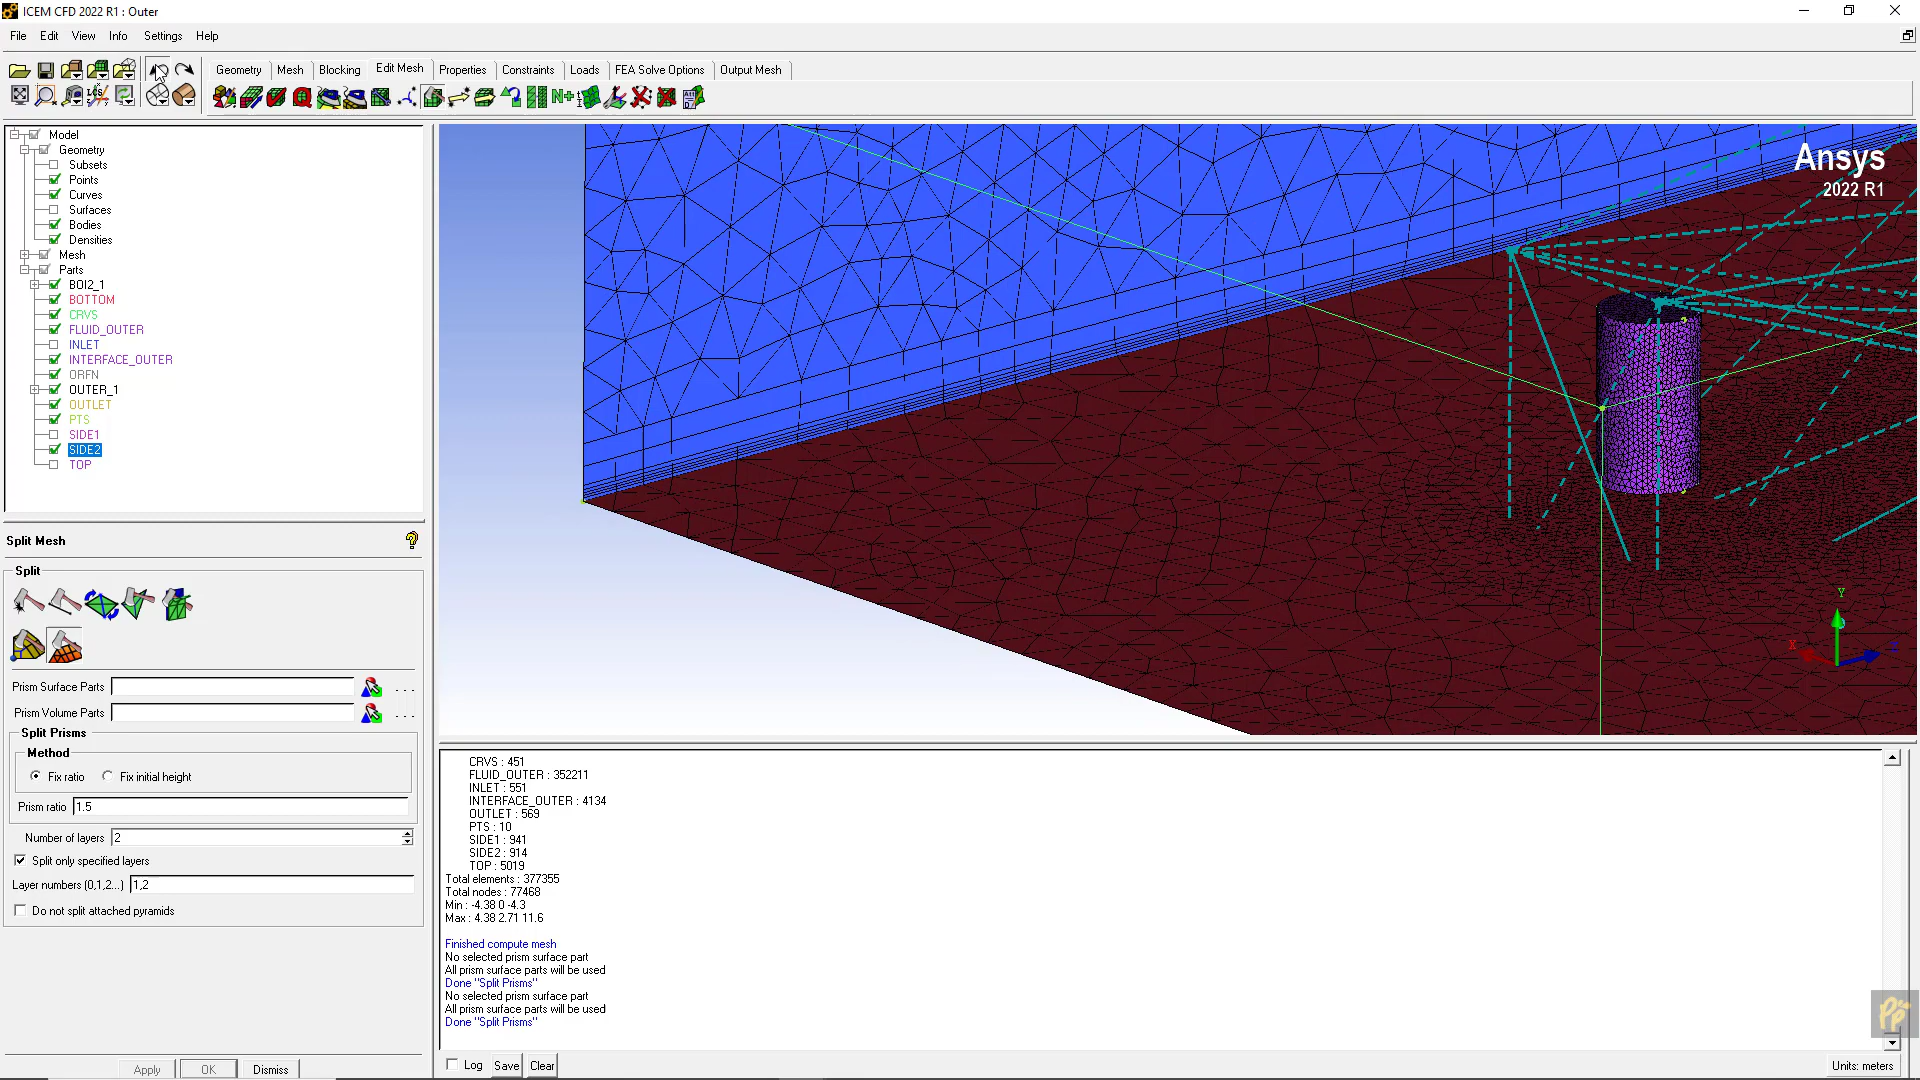 ICEM CFD 2022 R1 : Outer
File Edit View Info Settings Help
Geometry Mesh Blocking Edit Mesh Properties Constraints Loads FEA Solve Options Output Mesh
LCS
Model
Geometry
Subsets
Points
Curves
Surfaces
Bodies
Densities
Mesh
Parts
BOI2_1
BOTTOM
CRVS
FLUID_OUTER
INLET
INTERFACE_OUTER
ORFN
OUTER_1
OUTLET
PTS
SIDE1
SIDE2
TOP
Split Mesh
Split
Prism Surface Parts ...
Prism Volume Parts ...
Split Prisms
Method
Fix ratio Fix initial height
Prism ratio 1.5
Number of layers 2
Split only specified layers
Layer numbers (0,1,2...) 1,2
Do not split attached pyramids
Apply OK Dismiss
Ansys
2022 R1
Y
X
CRVS : 451
FLUID_OUTER : 352211
INLET : 551
INTERFACE_OUTER : 4134
OUTLET : 569
PTS : 10
SIDE1 : 941
SIDE2 : 914
TOP : 5019
Total elements : 377355
Total nodes : 77468
Min : -4.38 0 -4.3
Max : 4.38 2.71 11.6
Finished compute mesh
No selected prism surface part
All prism surface parts will be used
Done "Split Prisms"
No selected prism surface part
All prism surface parts will be used
Done "Split Prisms"
Log Save Clear
Units: meters